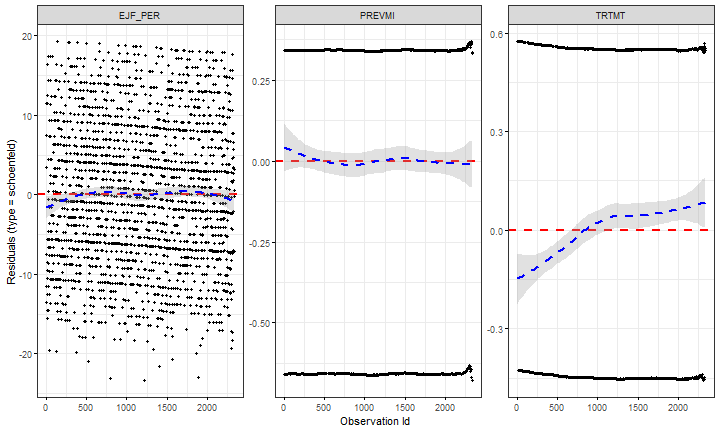 EJF_PER
PREVMI
TRTMT
Residuals (type = schoenfeld)
20
10
0
-10
-20
0.25
0.00
-0.25
-0.50
0.6
0.3
0.0
-0.3
0 500 1000 1500 2000
0 500 1000 1500 2000
0 500 1000 1500 2000
Observation Id